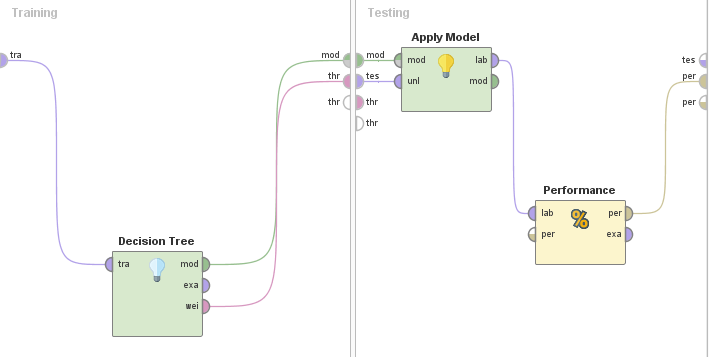 Training
tra
mod
thr
thr
Decision Tree
tra
mod
exa
wei
Testing
mod
tes
thr
thr
Apply Model
mod
lab
unl
mod
Performance
lab
per
per
exa
%
tes
per
per